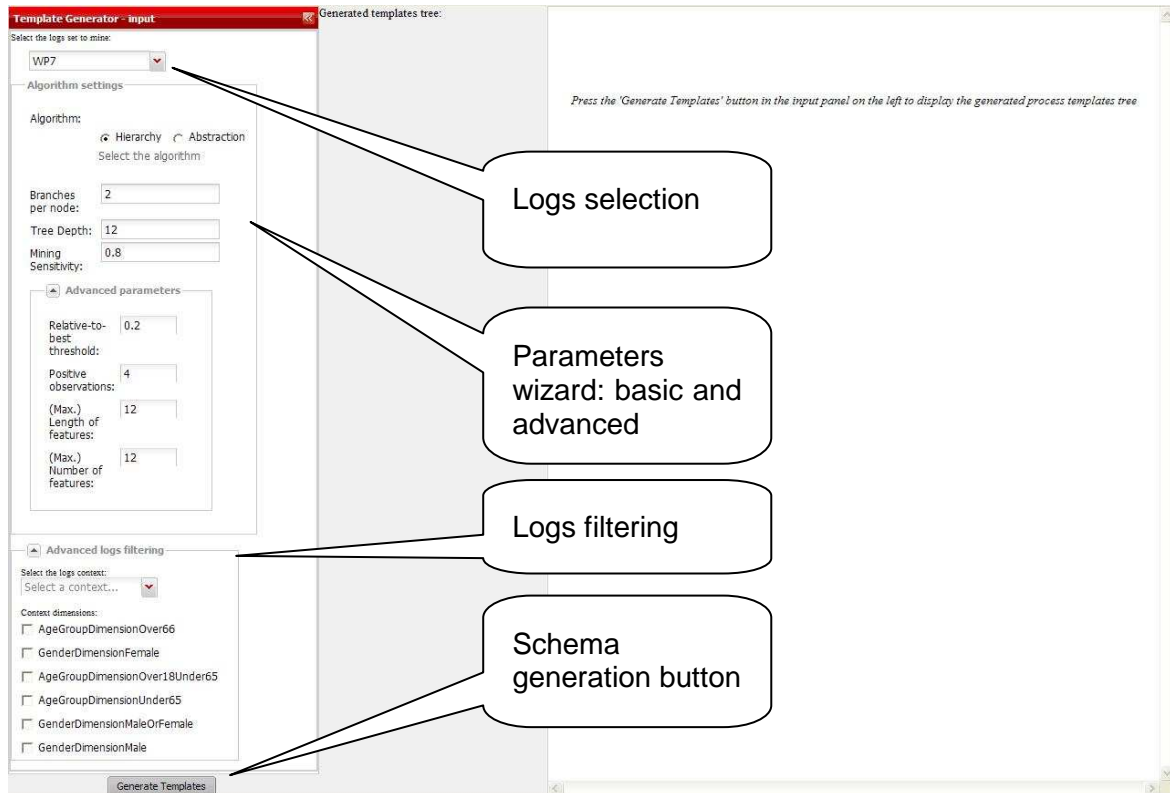 Template Generator - input
Select the logs set to mine:
WP7
Algorithm settings
Algorithm:
Hierarchy Abstraction
Select the algorithm
Branches
per node:
2
Tree Depth:
12
Mining
Sensitivity:
0.8
Advanced parameters
Relative-to-
best
threshold:
0.2
Positive
observations:
4
(Max.)
Length of
features:
12
(Max.)
Number of
features:
12
Advanced logs filtering
Select the logs context:
Select a context...
Context dimensions:
AgeGroupDimensionOver66
GenderDimensionFemale
AgeGroupDimensionOver18Under65
AgeGroupDimensionUnder65
GenderDimensionMaleOrFemale
GenderDimensionMale
Generate Templates
Generated templates tree:
Press the 'Generate Templates' button in the input panel on the left to display the generated process templates tree
Logs selection
Parameters
wizard: basic and
advanced
Logs filtering
Schema
generation button